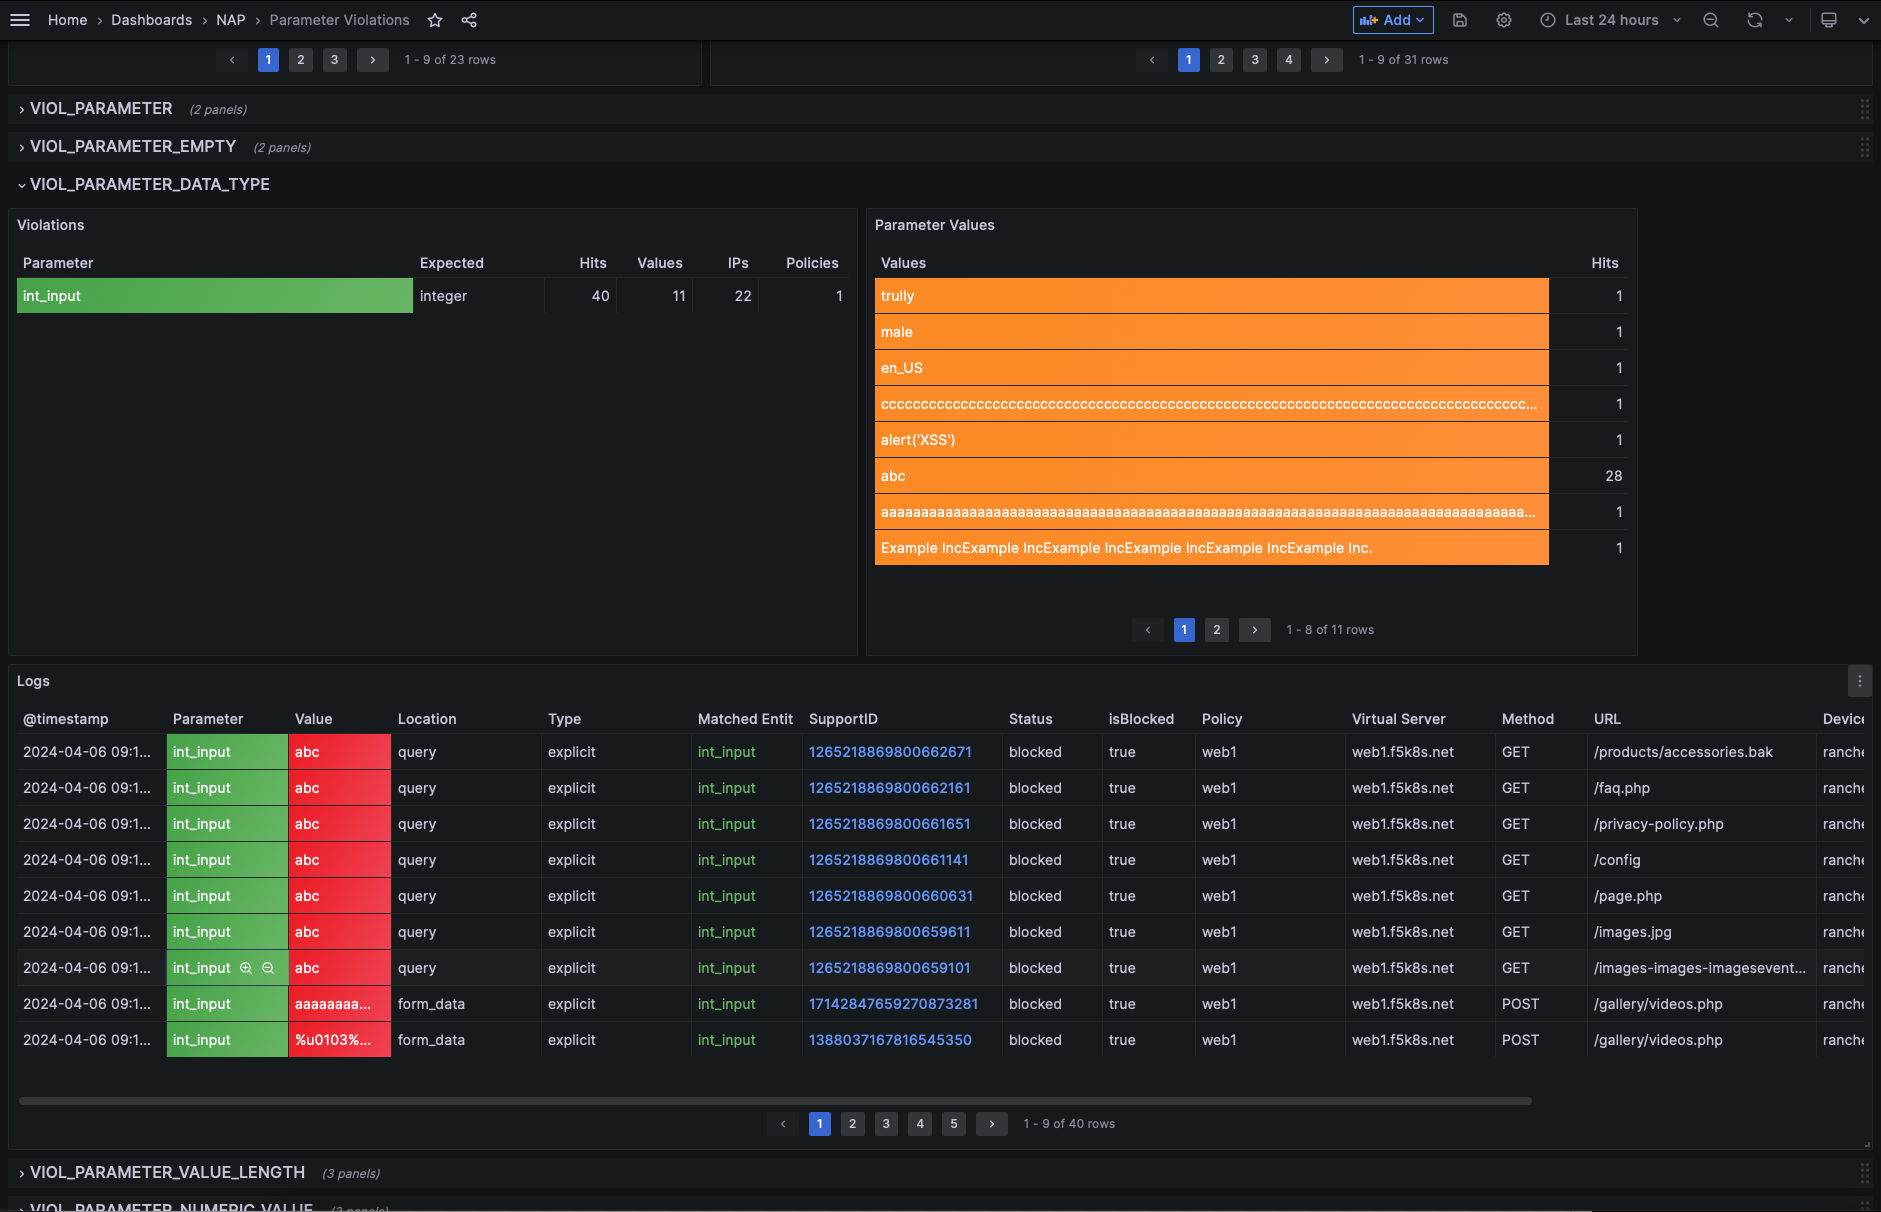 Home › Dashboards › NAP › Parameter Violations Add Last 24 hours
1 2 3 1 - 9 of 23 rows 1 2 3 4 1 - 9 of 31 rows
VIOL_PARAMETER (2 panels)
VIOL_PARAMETER_EMPTY (2 panels)
VIOL_PARAMETER_DATA_TYPE
Violations
Parameter Expected Hits Values IPs Policies
int_input integer 40 11 22 1
Parameter Values
Values Hits
trully 1
male 1
en_US 1
1
alert('XSS') 1
abc 28
1
Example IncExample IncExample IncExample IncExample IncExample Inc. 1
1 2 1 - 8 of 11 rows
Logs
@timestamp Parameter Value Location Type Matched Entit SupportID Status isBlocked Policy Virtual Server Method URL Device
2024-04-06 09:1... int_input abc query explicit int_input 1265218869800662671 blocked true web1 web1.f5k8s.net GET /products/accessories.bak ranche
2024-04-06 09:1... int_input abc query explicit int_input 1265218869800662161 blocked true web1 web1.f5k8s.net GET /faq.php ranche
2024-04-06 09:1... int_input abc query explicit int_input 1265218869800661651 blocked true web1 web1.f5k8s.net GET /privacy-policy.php ranche
2024-04-06 09:1... int_input abc query explicit int_input 1265218869800661141 blocked true web1 web1.f5k8s.net GET /config ranche
2024-04-06 09:1... int_input abc query explicit int_input 1265218869800660631 blocked true web1 web1.f5k8s.net GET /page.php ranche
2024-04-06 09:1... int_input abc query explicit int_input 1265218869800659611 blocked true web1 web1.f5k8s.net GET /images.jpg ranche
2024-04-06 09:1... int_input abc query explicit int_input 1265218869800659101 blocked true web1 web1.f5k8s.net GET /images-images-imagesevent... ranche
2024-04-06 09:1... int_input aaaaaaaa... form_data explicit int_input 17142847659270873281 blocked true web1 web1.f5k8s.net POST /gallery/videos.php ranche
2024-04-06 09:1... int_input %u0103%... form_data explicit int_input 1388037167816545350 blocked true web1 web1.f5k8s.net POST /gallery/videos.php ranche
1 2 3 4 5 1 - 9 of 40 rows
VIOL_PARAMETER_VALUE_LENGTH (3 panels)
VIOL_PARAMETER_NUMERIC_VALUE (3 panels)